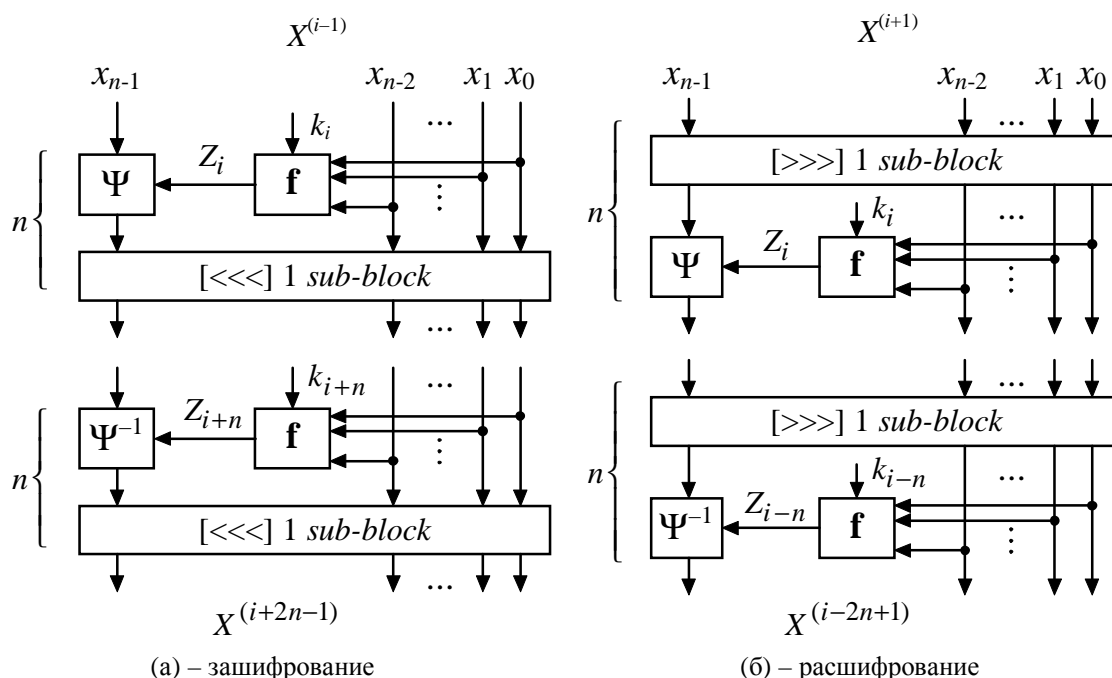 X^(i–1)
X^(i+1)
x_{n-1} x_{n-2} x_1 x_0
x_{n-1} x_{n-2} x_1 x_0
...
...
k_i
[>>>] 1 sub-block
n { Ψ Z_i f ...
n { ... k_i
Ψ Z_i f ...
[<<<] 1 sub-block
...
...
k_{i+n} ...
[>>>] 1 sub-block
n { Ψ^{–1} Z_{i+n} f ...
n { ... k_{i–n}
Ψ^{–1} Z_{i–n} f ...
[<<<] 1 sub-block
...
X^(i+2n–1)
X^(i–2n+1)
(а) – зашифрование
(б) – расшифрование